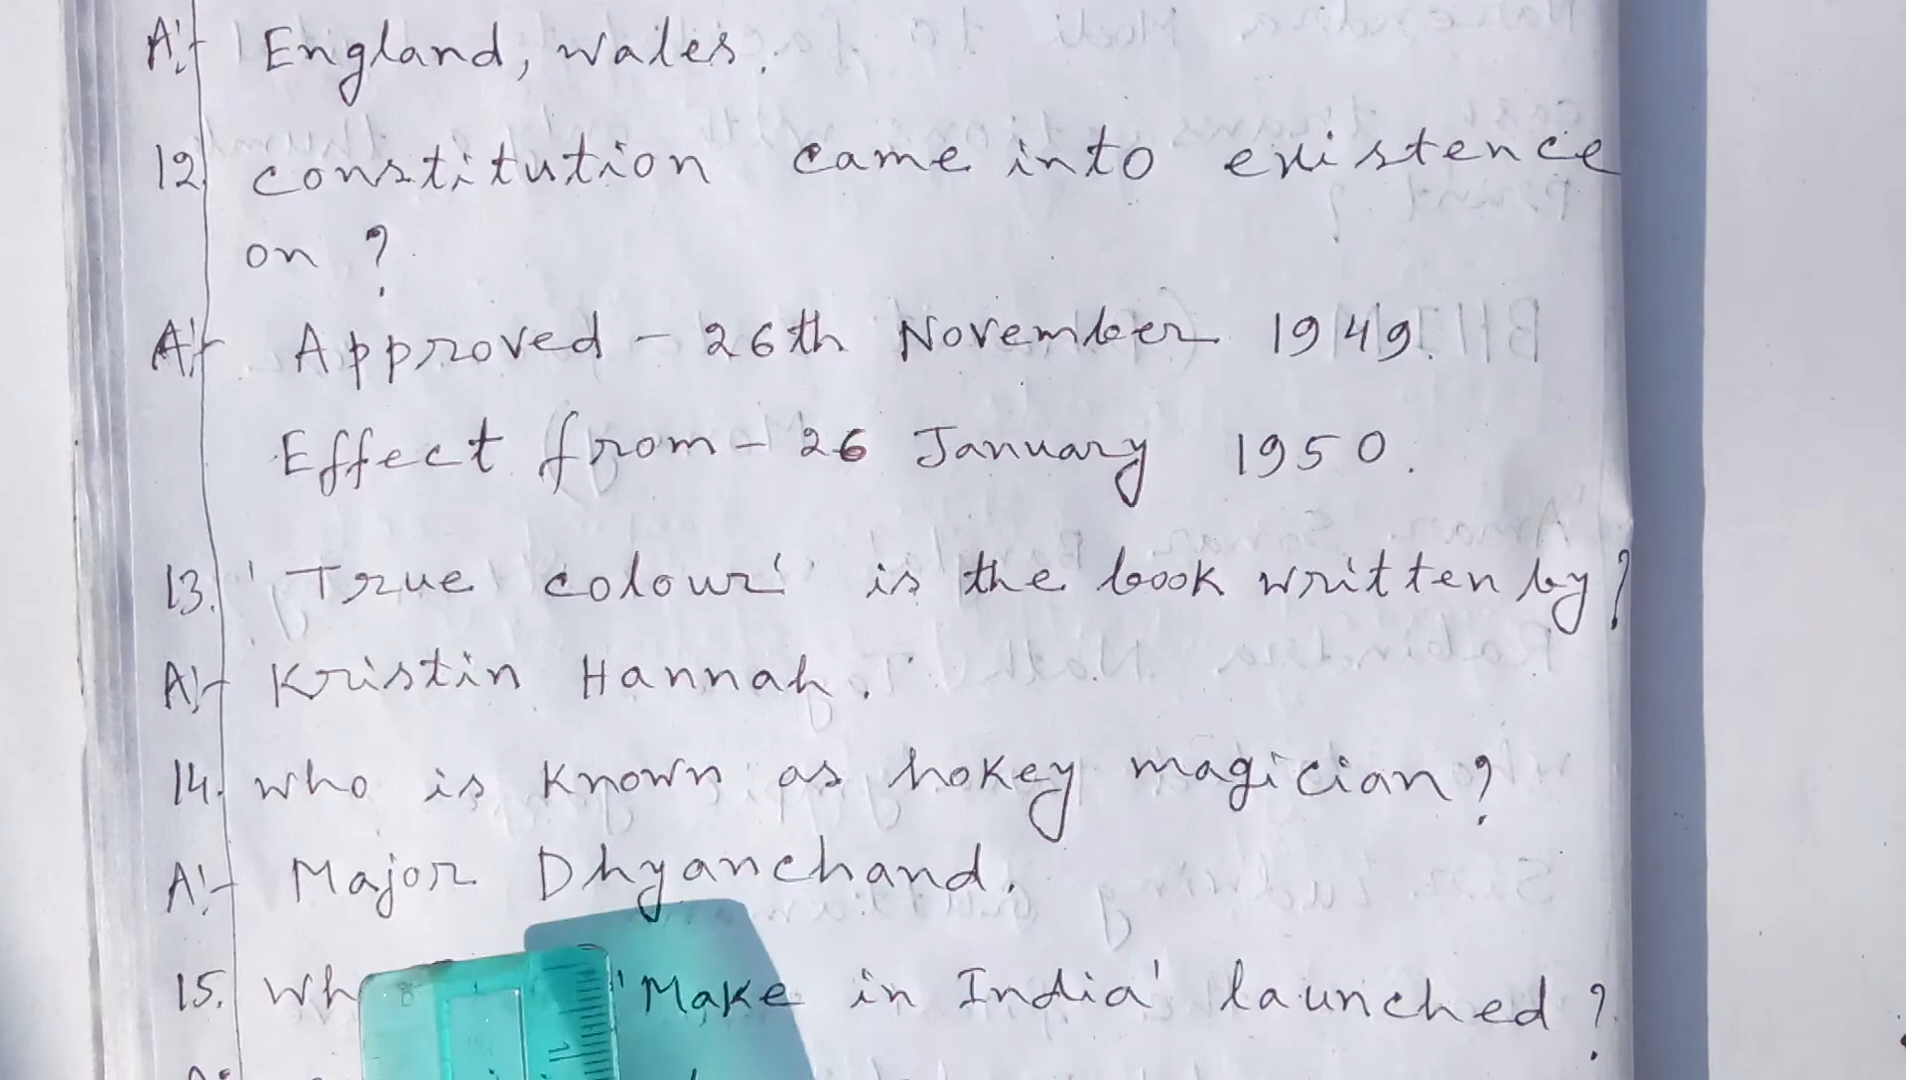 A:- England, wales.
12. constitution came into existence
on ?
A:- Approved - 26th November 1949.
Effect from - 26 January 1950.
13. 'True colour' is the book written by?
A:- Kristin Hannah.
14. who is known as hokey magician?
A:- Major Dhyanchand.
15. 'Make in India' launched ?